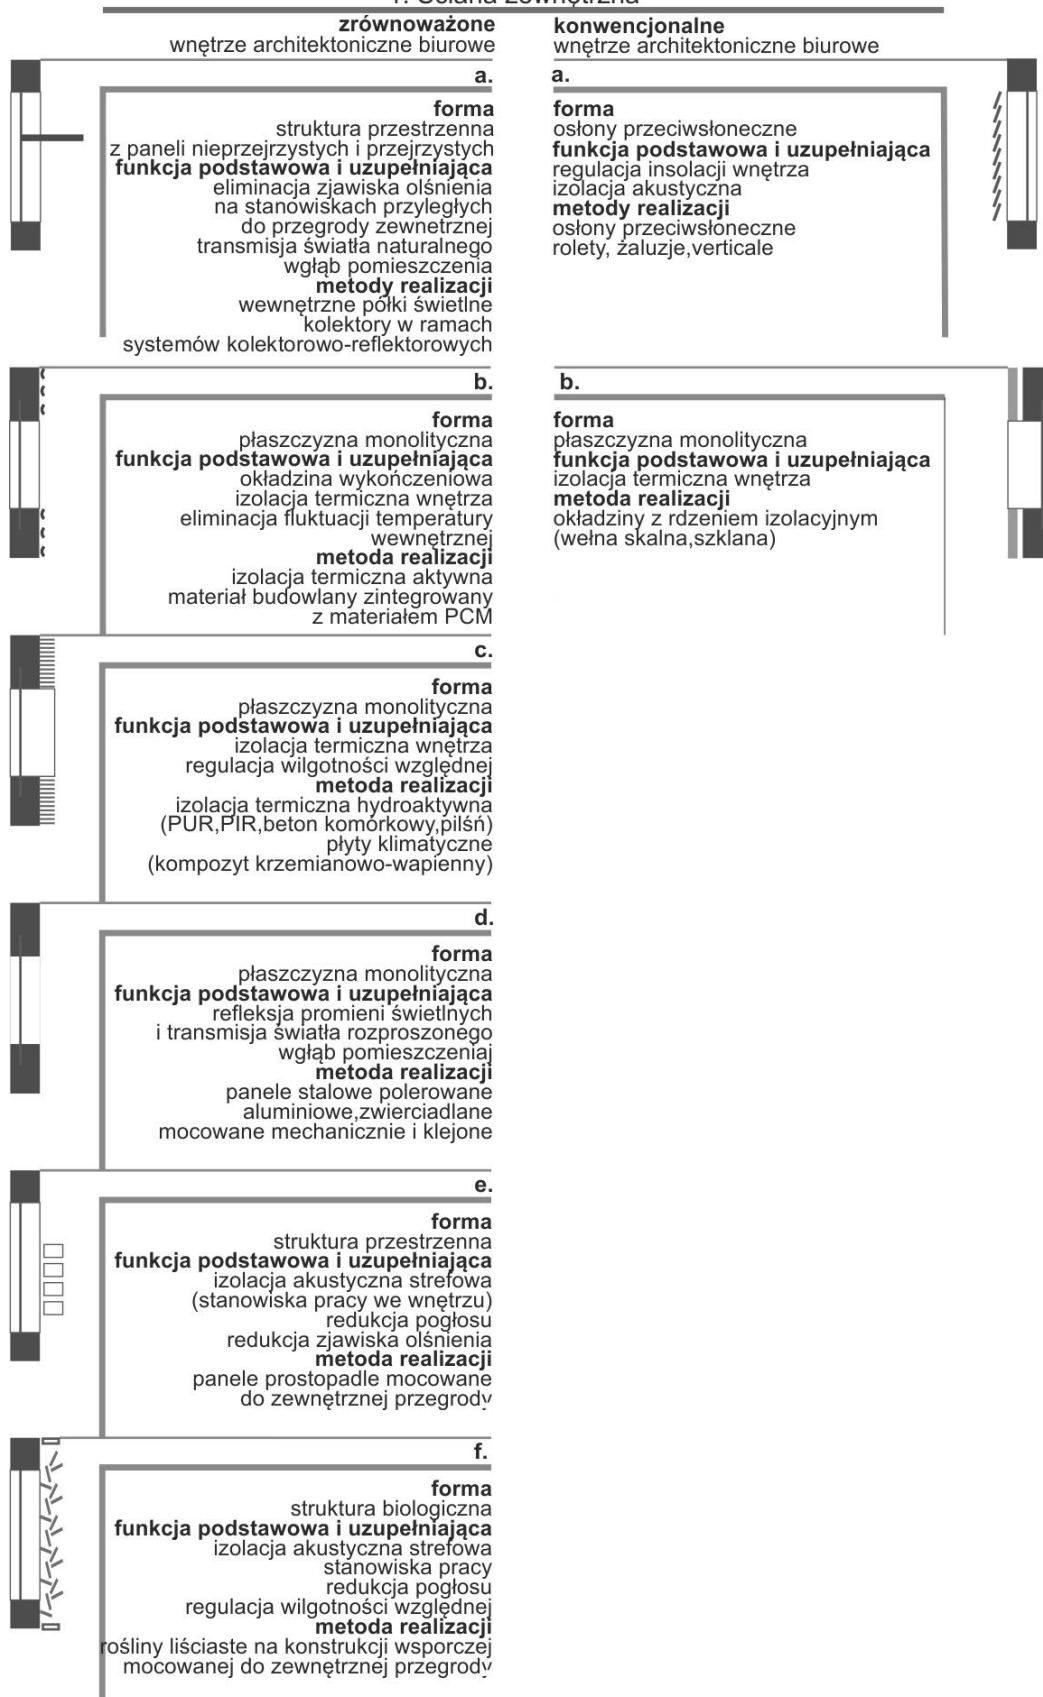 1. Ściana zewnętrzna
zrównoważone
wnętrze architektoniczne biurowe
a.
forma
struktura przestrzenna
z paneli nieprzejrzystych i przejrzystych
funkcja podstawowa i uzupełniająca
eliminacja zjawiska olśnienia
na stanowiskach przyległych
do przegrody zewnetrznej
transmisja światła naturalnego
wgłąb pomieszczenia
metody realizacji
wewnętrzne półki świetlne
kolektory w ramach
systemów kolektorowo-reflektorowych
b.
forma
płaszczyzna monolityczna
funkcja podstawowa i uzupełniająca
okładzina wykończeniowa
izolacja termiczna wnętrza
eliminacja fluktuacji temperatury
wewnętrznej
metoda realizacji
izolacja termiczna aktywna
materiał budowlany zintegrowany
z materiałem PCM
c.
forma
płaszczyzna monolityczna
funkcja podstawowa i uzupełniająca
izolacja termiczna wnętrza
regulacja wilgotności względnej
metoda realizacji
izolacja termiczna hydroaktywna
(PUR,PIR,beton komórkowy,pilśń)
płyty klimatyczne
(kompozyt krzemianowo-wapienny)
d.
forma
płaszczyzna monolityczna
funkcja podstawowa i uzupełniająca
refleksja promieni świetlnych
i transmisja światła rozproszonego
wgłąb pomieszczeniaj
metoda realizacji
panele stalowe polerowane
aluminiowe,zwierciadlane
mocowane mechanicznie i klejone
e.
forma
struktura przestrzenna
funkcja podstawowa i uzupełniająca
izolacja akustyczna strefowa
(stanowiska pracy we wnętrzu)
redukcja pogłosu
redukcja zjawiska olśnienia
metoda realizacji
panele prostopadle mocowane
do zewnętrznej przegrody
f.
forma
struktura biologiczna
funkcja podstawowa i uzupełniająca
izolacja akustyczna strefowa
stanowiska pracy
redukcja pogłosu
regulacja wilgotności względnej
metoda realizacji
rośliny liściaste na konstrukcji wsporczej
mocowanej do zewnętrznej przegrody
konwencjonalne
wnętrze architektoniczne biurowe
a.
forma
osłony przeciwsłoneczne
funkcja podstawowa i uzupełniająca
regulacja insolacji wnętrza
izolacja akustyczna
metody realizacji
osłony przeciwsłoneczne
rolety, żaluzje,verticale
b.
forma
płaszczyzna monolityczna
funkcja podstawowa i uzupełniająca
izolacja termiczna wnętrza
metoda realizacji
okładziny z rdzeniem izolacyjnym
(wełna skalna,szklana)